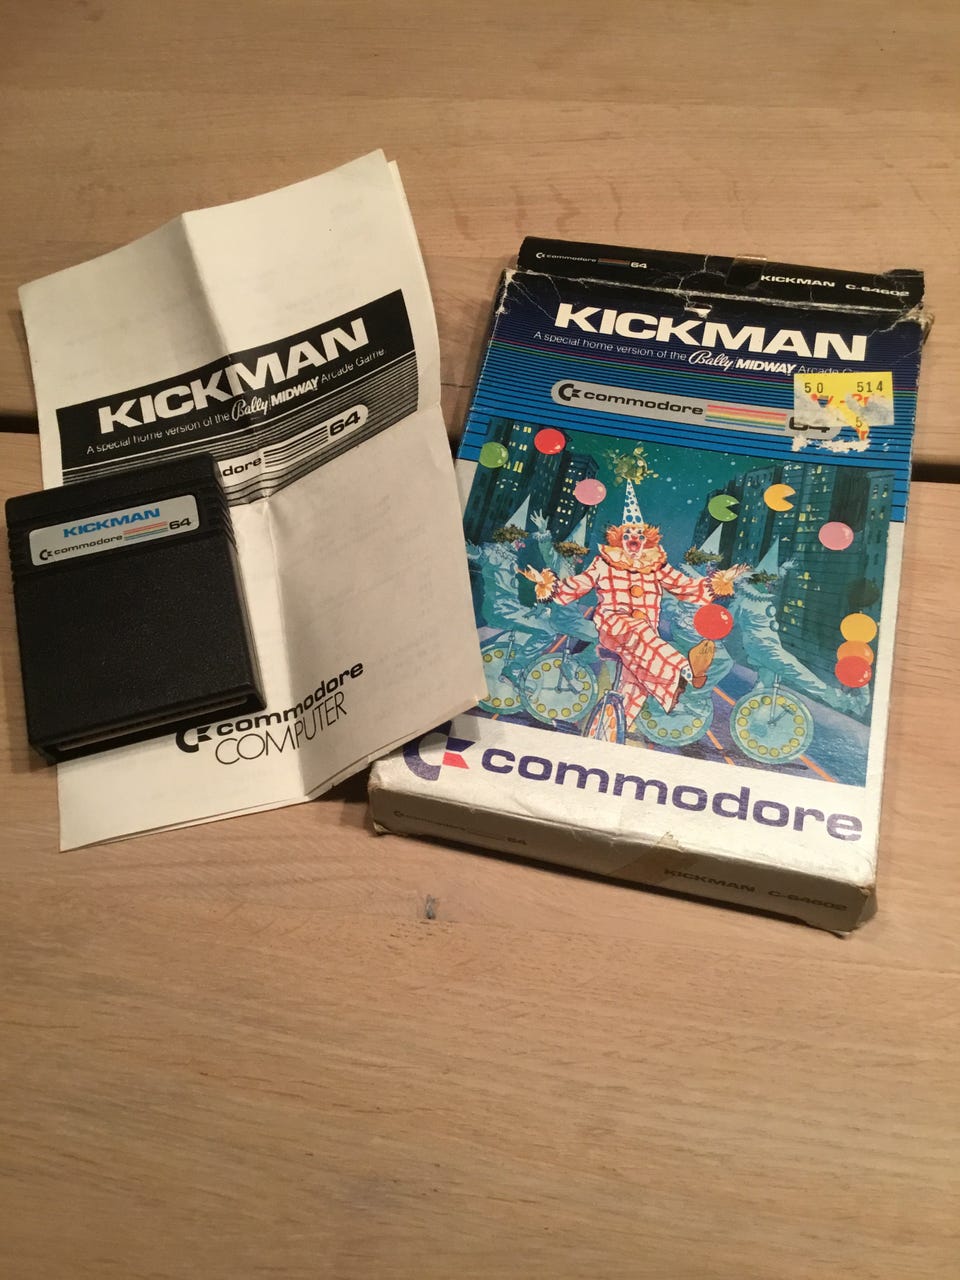 KICKMAN
A special home version of the Bally MIDWAY Arcade Game.
64
commodore
COMPUTER
KICKMAN
commodore 64
commodore 64
KICKMAN C-64602
KICKMAN
A special home version of the Bally MIDWAY Arcade
50 514
commodore
64
commodore
commodore 64
KICKMAN C-64602